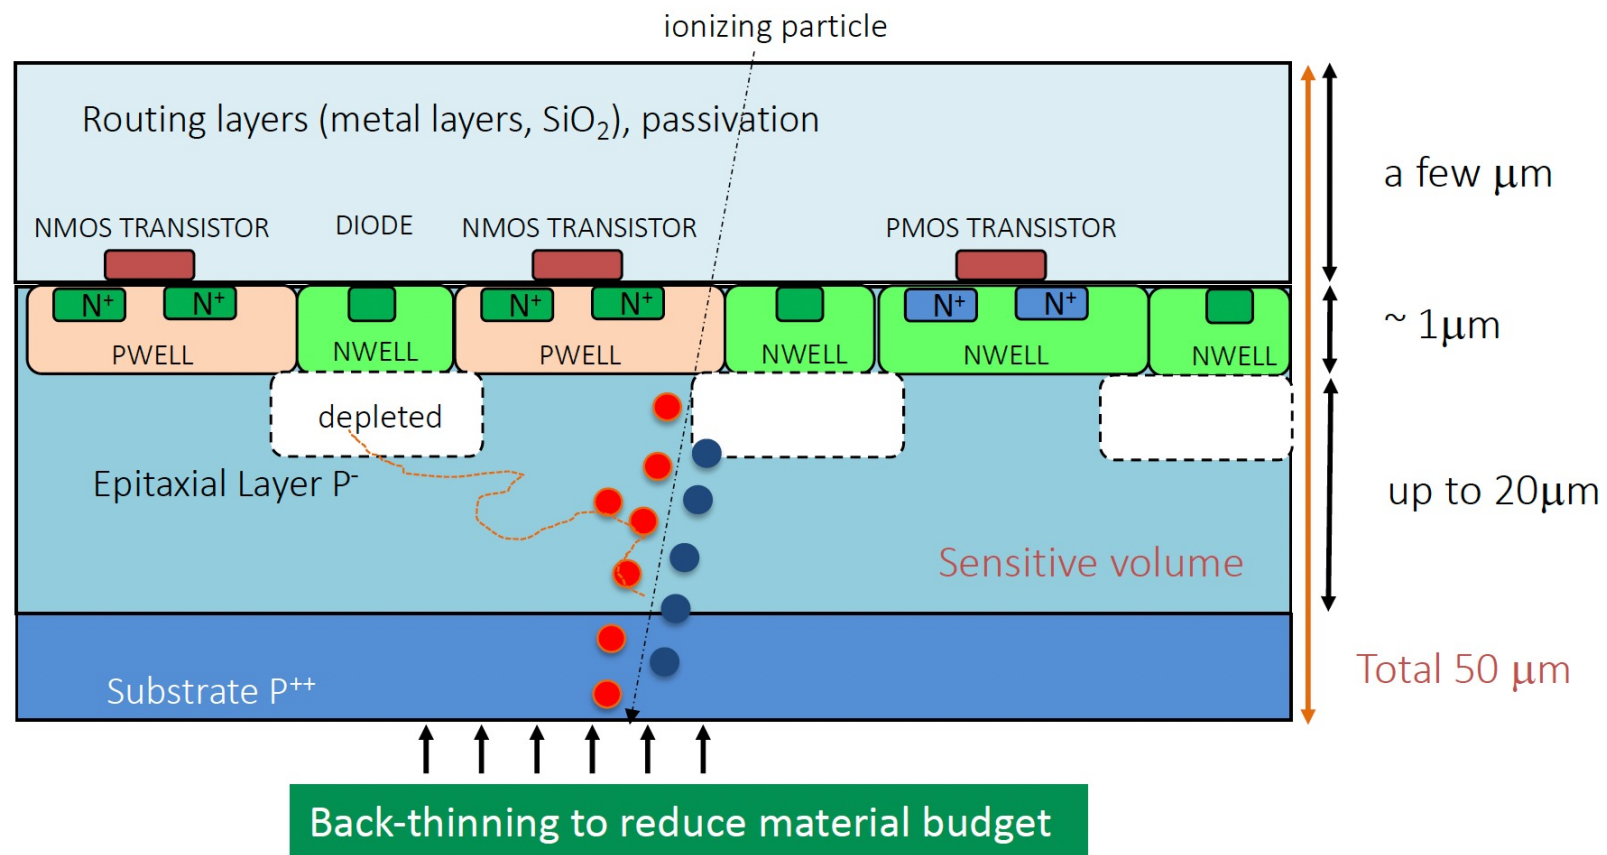 ionizing particle
Routing layers (metal layers, SiO₂), passivation
a few μm
NMOS TRANSISTOR
DIODE
NMOS TRANSISTOR
PMOS TRANSISTOR
N⁺
N⁺
N⁺
N⁺
N⁺
N⁺
~ 1μm
PWELL
NWELL
PWELL
NWELL
NWELL
NWELL
depleted
Epitaxial Layer P⁻
up to 20μm
Sensitive volume
Total 50 μm
Substrate P⁺⁺
Back-thinning to reduce material budget